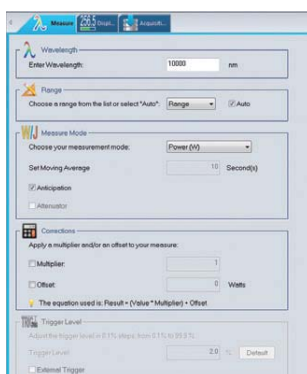 Measure 256.5 Displ... Acquisiti...
Wavelength
Enter Wavelength: 10000 nm
Range
Choose a range from the list or select "Auto": Range Auto
W/J Measure Mode
Choose your measurement mode: Power (W)
Set Moving Average 10 Second(s)
Anticipation
Attenuator
Corrections
Apply a multiplier and/or an offset to your measure:
Multiplier: 1
Offset: 0 Watts
The equation used is: Result = (Value * Multiplier) + Offset
Trigger Level
Adjust the trigger level in 0.1% steps, from 0.1% to 99.9 %.
Trigger Level: 2.0 % Default
External Trigger